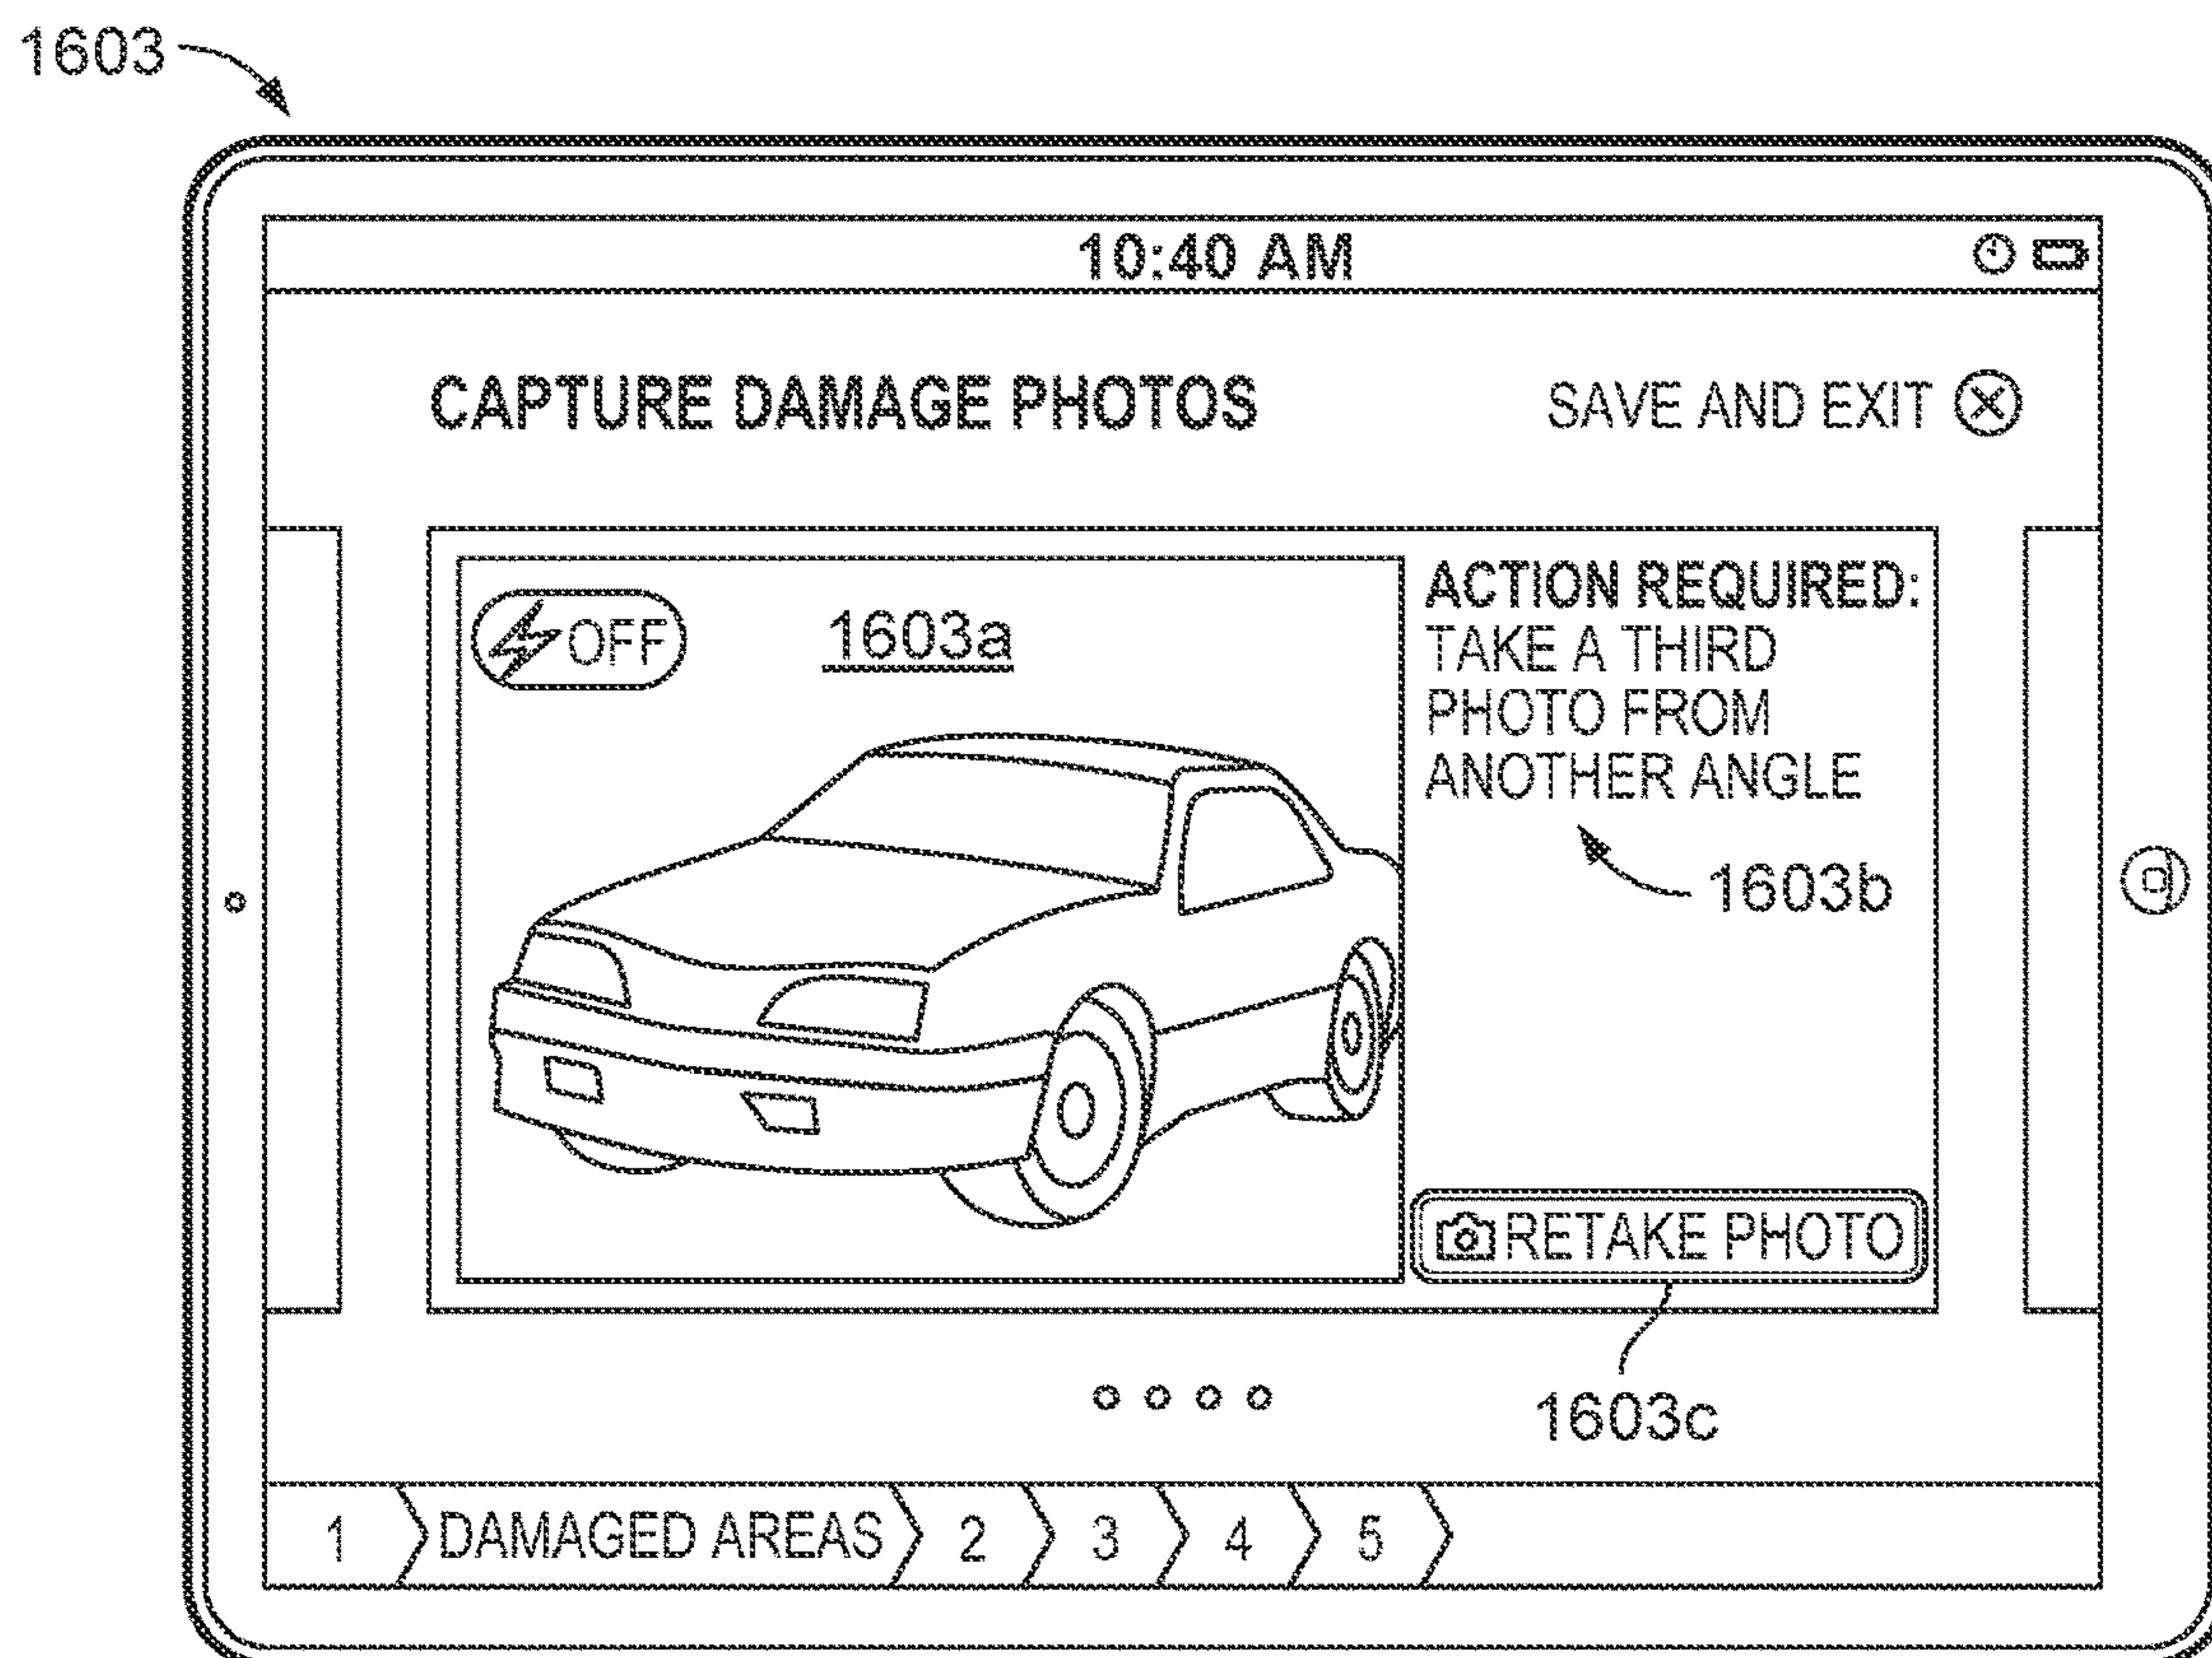 1603
10:40 AM
CAPTURE DAMAGE PHOTOS
SAVE AND EXIT
OFF
1603a
ACTION REQUIRED:
TAKE A THIRD
PHOTO FROM
ANOTHER ANGLE
1603b
RETAKE PHOTO
1603c
1 DAMAGED AREAS 2 3 4 5